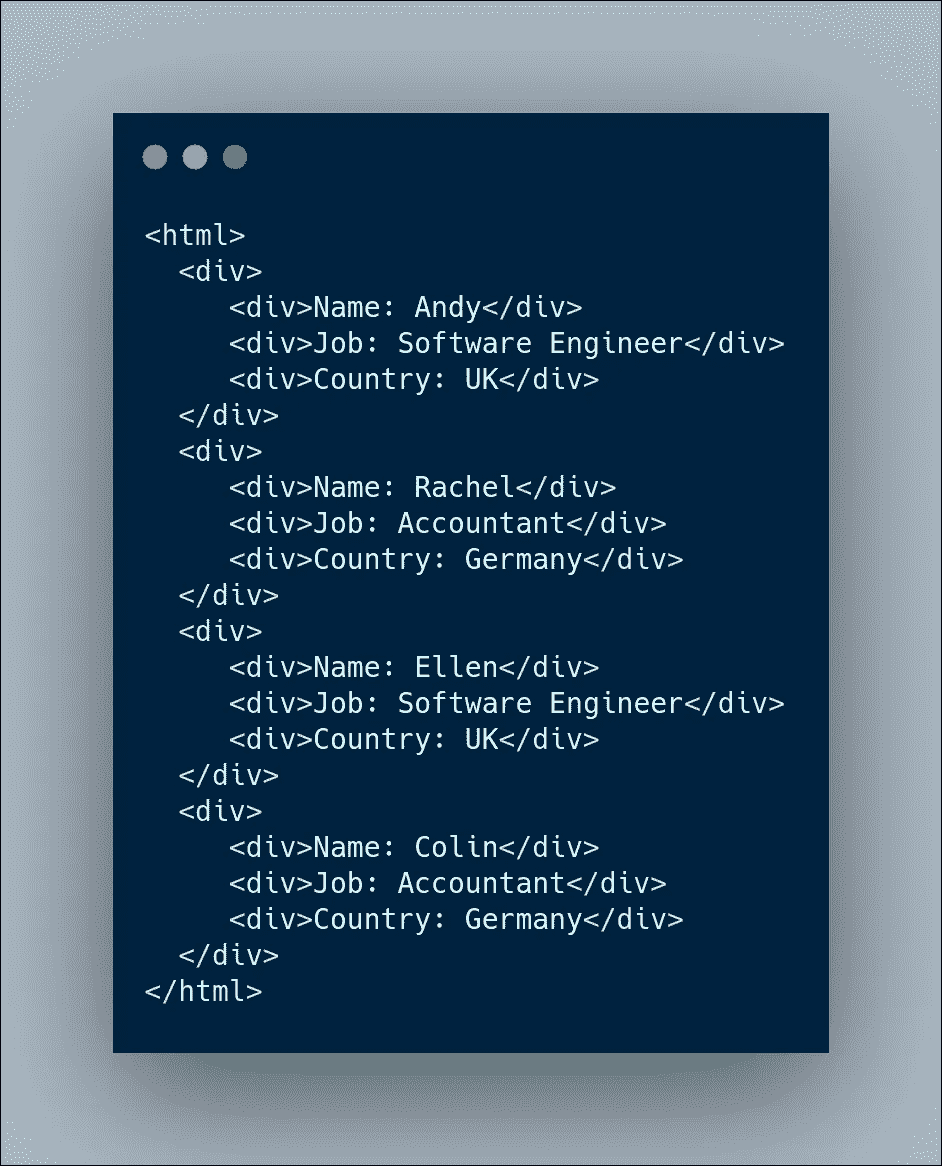 <html>
  <div>
     <div>Name: Andy</div>
     <div>Job: Software Engineer</div>
     <div>Country: UK</div>
  </div>
  <div>
     <div>Name: Rachel</div>
     <div>Job: Accountant</div>
     <div>Country: Germany</div>
  </div>
  <div>
     <div>Name: Ellen</div>
     <div>Job: Software Engineer</div>
     <div>Country: UK</div>
  </div>
  <div>
     <div>Name: Colin</div>
     <div>Job: Accountant</div>
     <div>Country: Germany</div>
  </div>
</html>